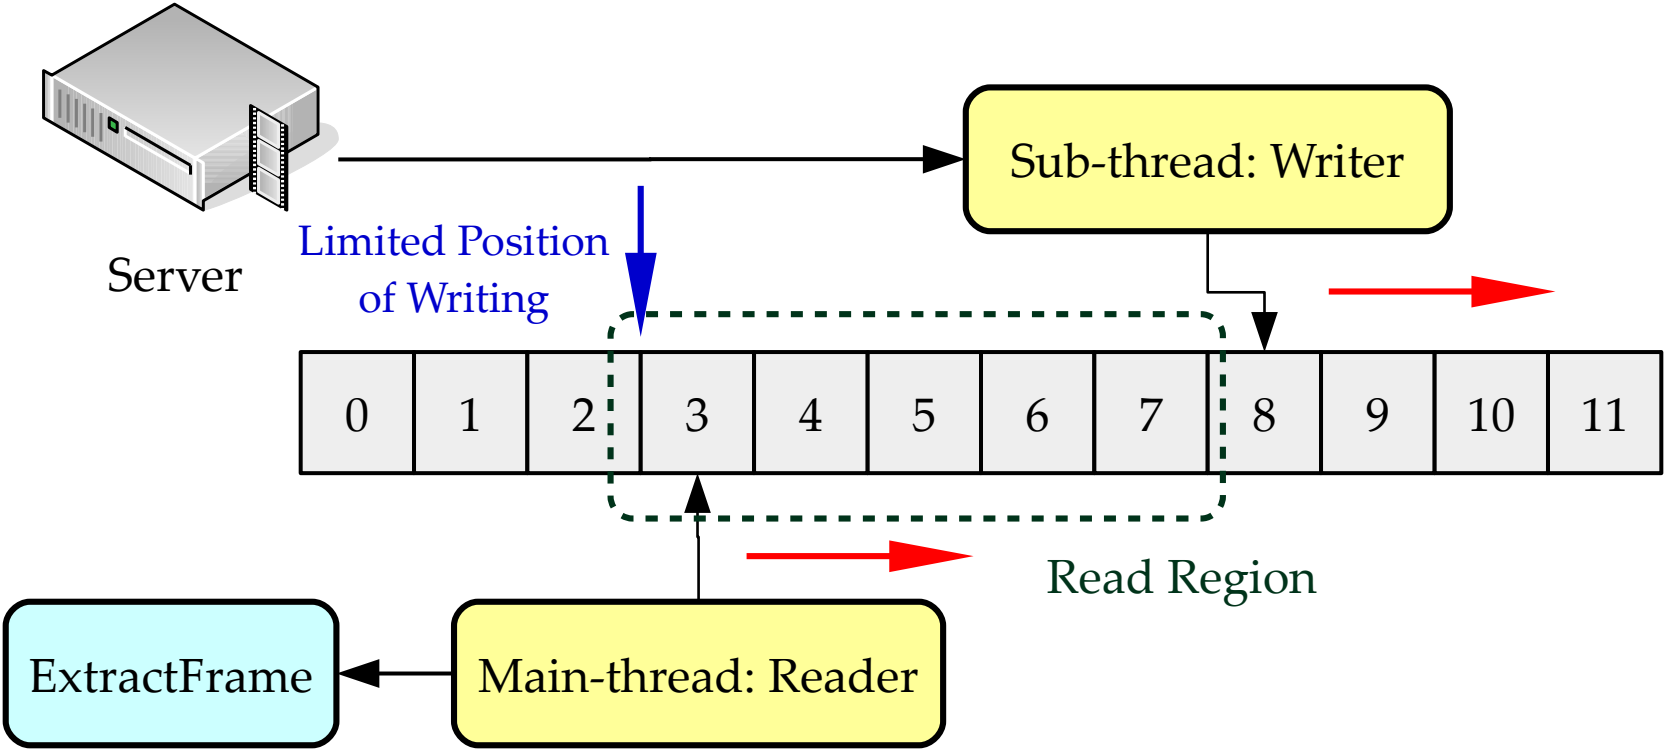 Sub-thread: Writer
Limited Position
of Writing
Server
0 1 2 3 4 5 6 7 8 9 10 11
Read Region
ExtractFrame
Main-thread: Reader